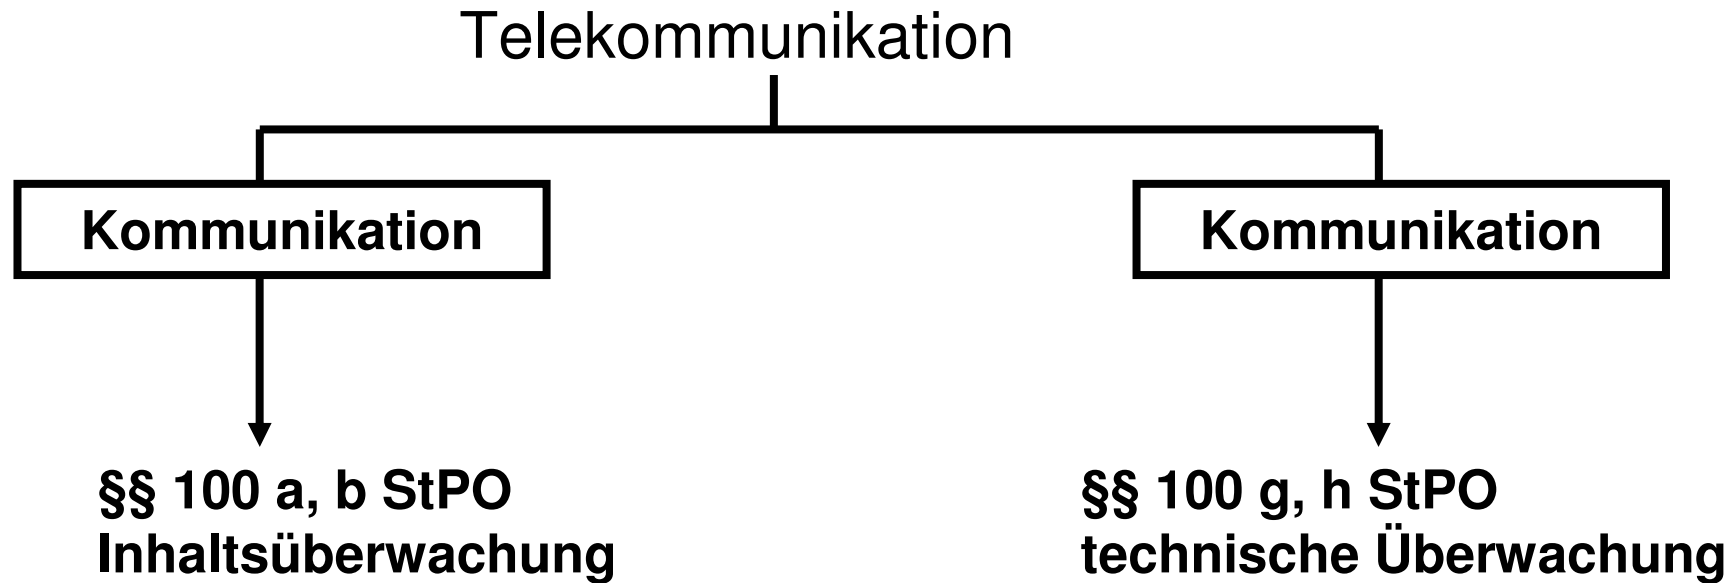 Telekommunikation
Kommunikation
Kommunikation
§§ 100 a, b StPO
Inhaltsüberwachung
§§ 100 g, h StPO
technische Überwachung